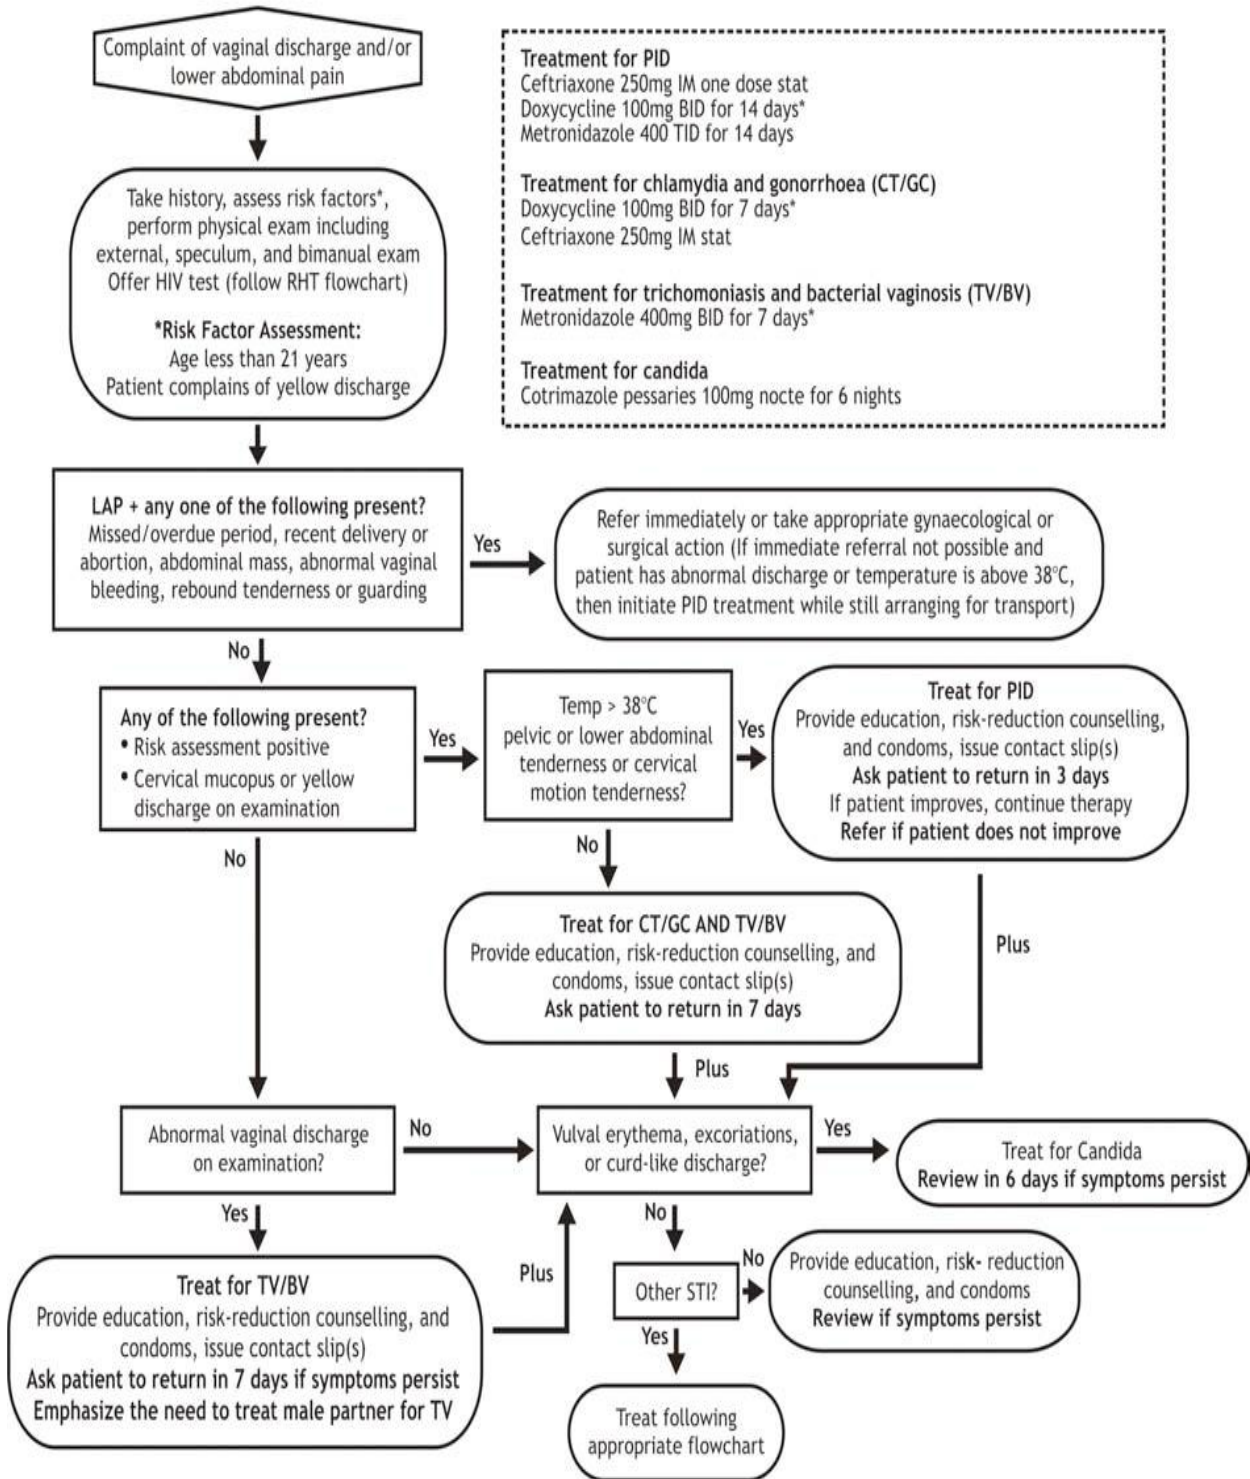 Complaint of vaginal discharge and/or
lower abdominal pain
Treatment for PID
Ceftriaxone 250mg IM one dose stat
Doxycycline 100mg BID for 14 days*
Metronidazole 400 TID for 14 days
Treatment for chlamydia and gonorrhoea (CT/GC)
Doxycycline 100mg BID for 7 days*
Ceftriaxone 250mg IM stat
Treatment for trichomoniasis and bacterial vaginosis (TV/BV)
Metronidazole 400mg BID for 7 days*
Treatment for candida
Cotrimazole pessaries 100mg nocte for 6 nights
Take history, assess risk factors*,
perform physical exam including
external, speculum, and bimanual exam
Offer HIV test (follow RHT flowchart)
*Risk Factor Assessment:
Age less than 21 years
Patient complains of yellow discharge
LAP + any one of the following present?
Missed/overdue period, recent delivery or
abortion, abdominal mass, abnormal vaginal
bleeding, rebound tenderness or guarding
Yes
Refer immediately or take appropriate gynaecological or
surgical action (If immediate referral not possible and
patient has abnormal discharge or temperature is above 38°C,
then initiate PID treatment while still arranging for transport)
No
Any of the following present?
• Risk assessment positive
• Cervical mucopus or yellow
discharge on examination
Yes
Temp > 38°C
pelvic or lower abdominal
tenderness or cervical
motion tenderness?
Yes
Treat for PID
Provide education, risk-reduction counselling,
and condoms, issue contact slip(s)
Ask patient to return in 3 days
If patient improves, continue therapy
Refer if patient does not improve
No
No
Treat for CT/GC AND TV/BV
Provide education, risk-reduction counselling, and
condoms, issue contact slip(s)
Ask patient to return in 7 days
Plus
Plus
Abnormal vaginal discharge
on examination?
No
Vulval erythema, excoriations,
or curd-like discharge?
Yes
Treat for Candida
Review in 6 days if symptoms persist
Yes
No
Treat for TV/BV
Provide education, risk-reduction counselling, and
condoms, issue contact slip(s)
Ask patient to return in 7 days if symptoms persist
Emphasize the need to treat male partner for TV
Plus
Other STI?
No
Provide education, risk- reduction
counselling, and condoms
Review if symptoms persist
Yes
Treat following
appropriate flowchart